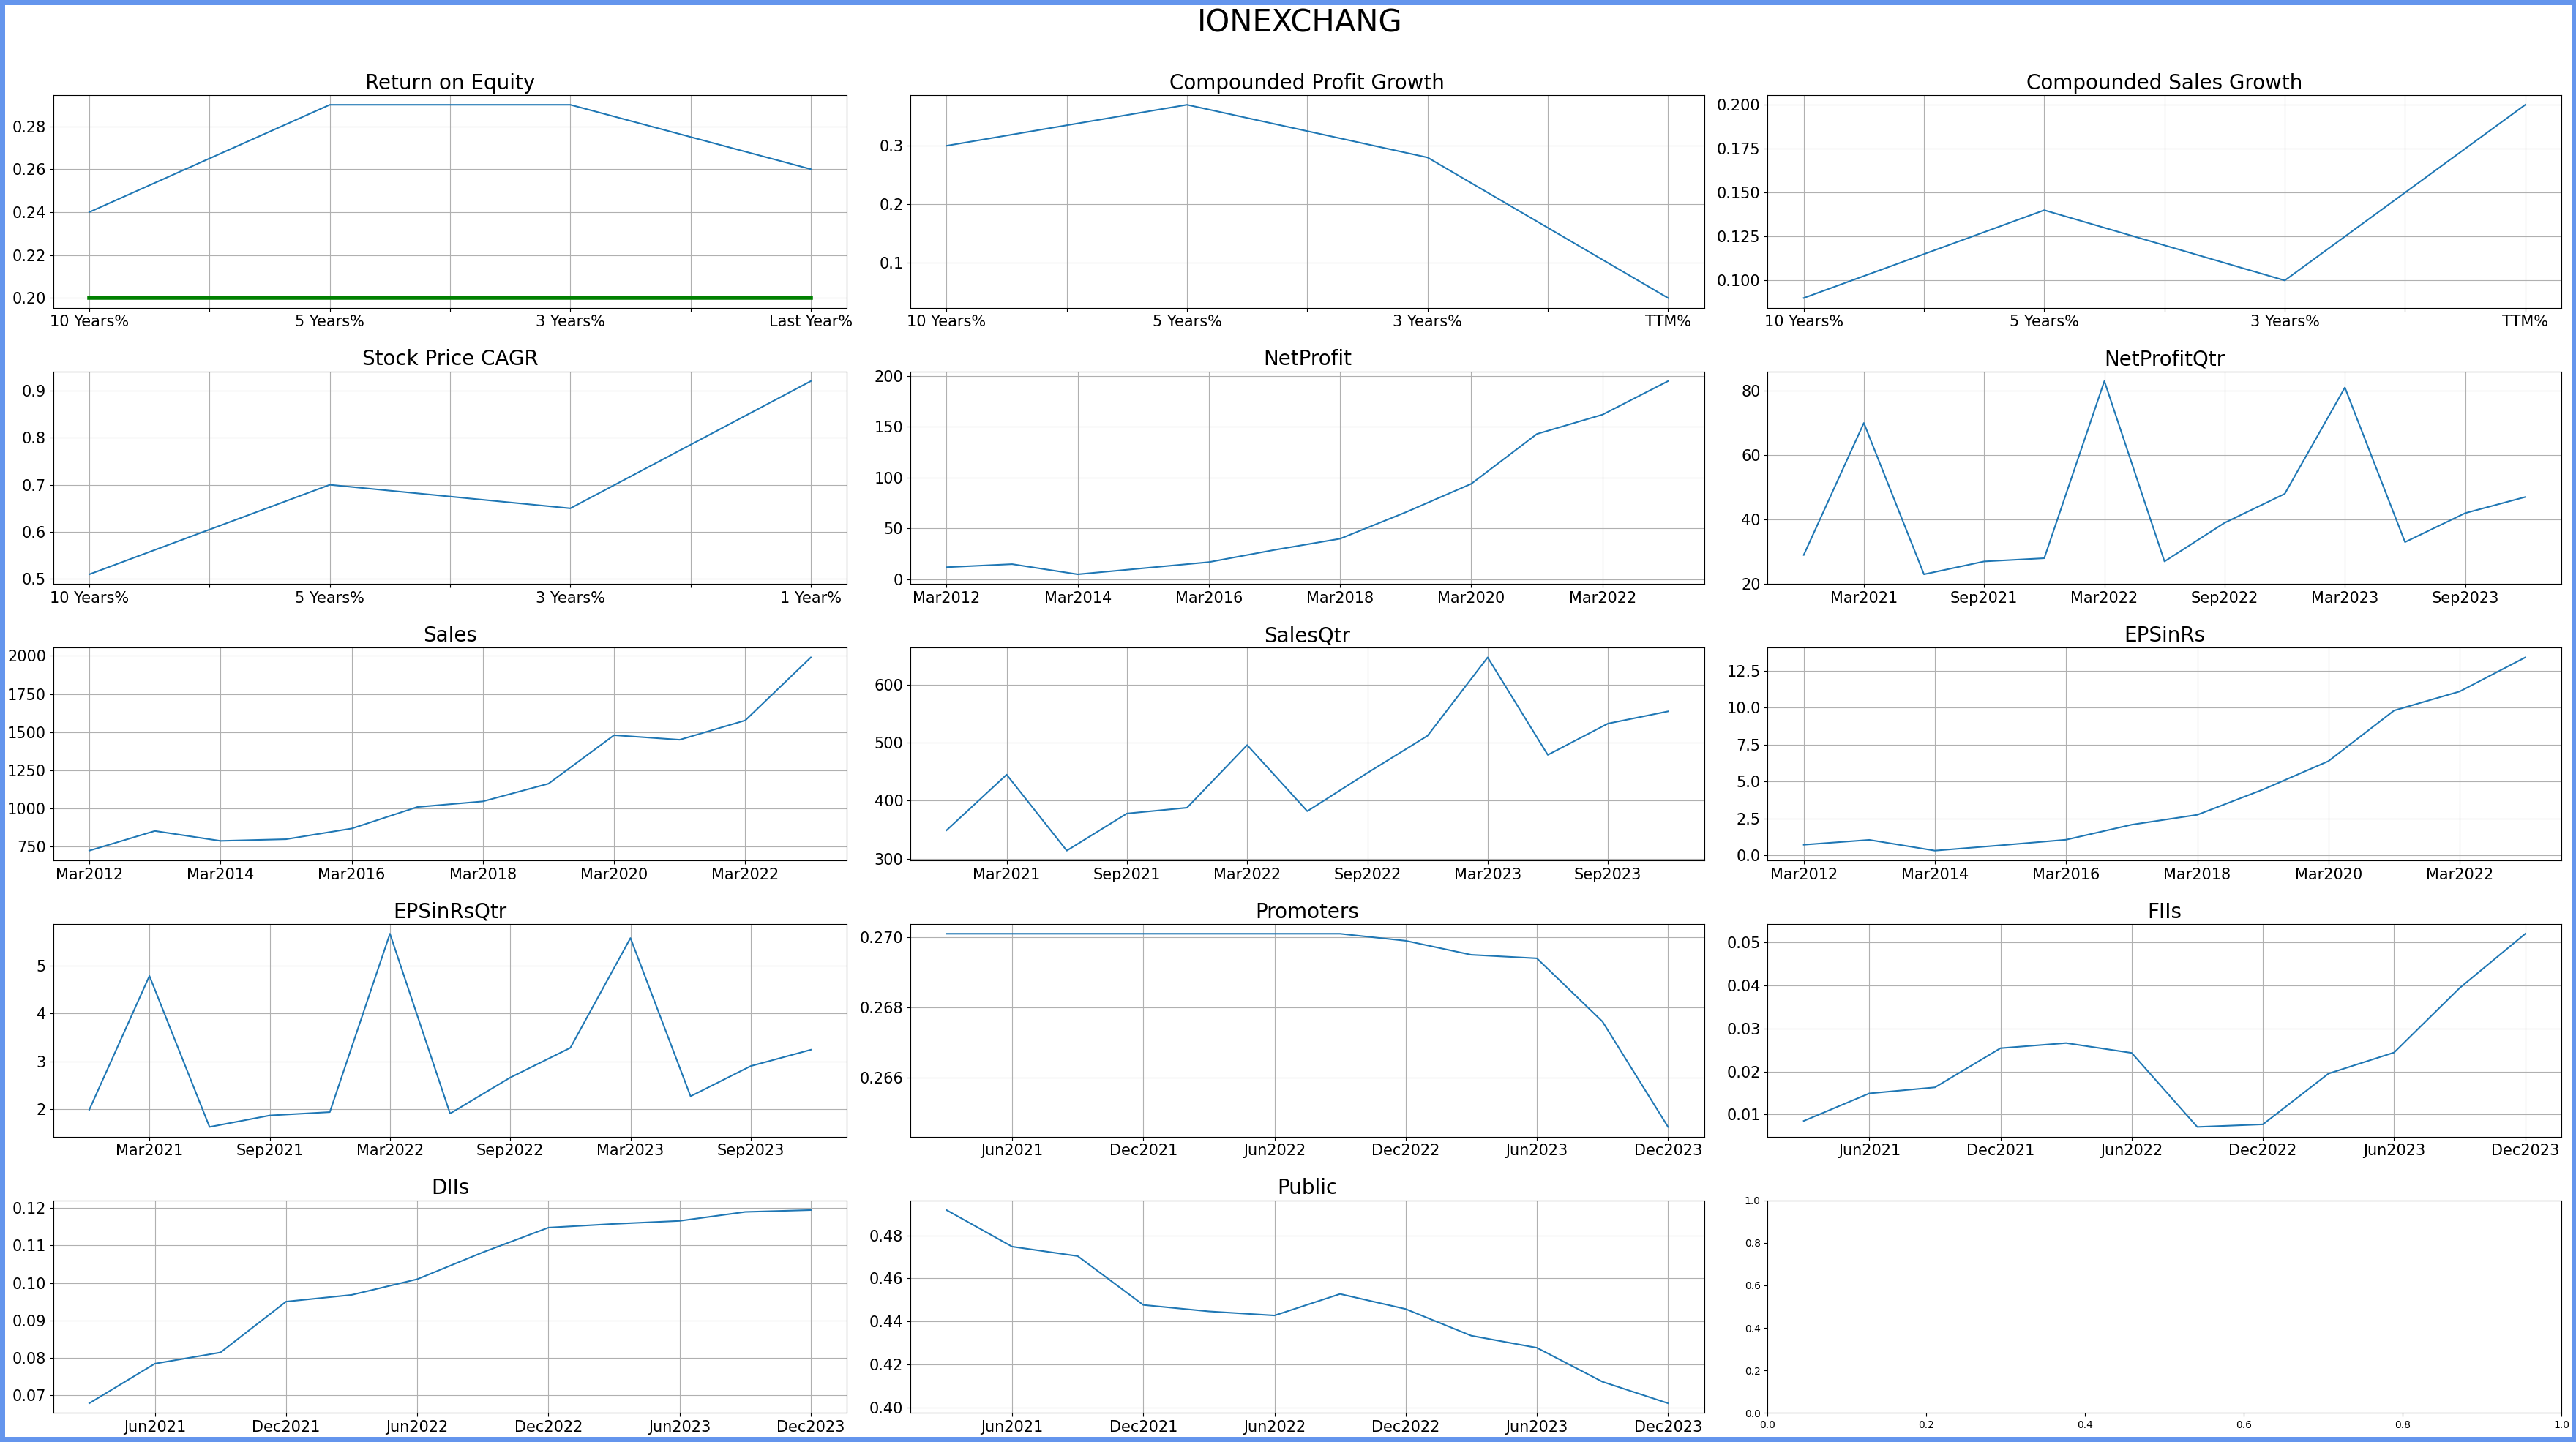 IONEXCHANG
Return on Equity
0.28
0.26
0.24
0.22
0.20
10 Years% 5 Years% 3 Years% Last Year%
Compounded Profit Growth
0.3
0.2
0.1
10 Years% 5 Years% 3 Years% TTM%
Compounded Sales Growth
0.200
0.175
0.150
0.125
0.100
10 Years% 5 Years% 3 Years% TTM%
Stock Price CAGR
0.9
0.8
0.7
0.6
0.5
10 Years% 5 Years% 3 Years% 1 Year%
NetProfit
200
150
100
50
0
Mar2012 Mar2014 Mar2016 Mar2018 Mar2020 Mar2022
NetProfitQtr
80
60
40
20
Mar2021 Sep2021 Mar2022 Sep2022 Mar2023 Sep2023
Sales
2000
1750
1500
1250
1000
750
Mar2012 Mar2014 Mar2016 Mar2018 Mar2020 Mar2022
SalesQtr
600
500
400
300
Mar2021 Sep2021 Mar2022 Sep2022 Mar2023 Sep2023
EPSinRs
12.5
10.0
7.5
5.0
2.5
0.0
Mar2012 Mar2014 Mar2016 Mar2018 Mar2020 Mar2022
EPSinRsQtr
5
4
3
2
Mar2021 Sep2021 Mar2022 Sep2022 Mar2023 Sep2023
Promoters
0.270
0.268
0.266
Jun2021 Dec2021 Jun2022 Dec2022 Jun2023 Dec2023
FIIs
0.05
0.04
0.03
0.02
0.01
Jun2021 Dec2021 Jun2022 Dec2022 Jun2023 Dec2023
DIIs
0.12
0.11
0.10
0.09
0.08
0.07
Jun2021 Dec2021 Jun2022 Dec2022 Jun2023 Dec2023
Public
0.48
0.46
0.44
0.42
0.40
Jun2021 Dec2021 Jun2022 Dec2022 Jun2023 Dec2023
1.0
0.8
0.6
0.4
0.2
0.0
0.0 0.2 0.4 0.6 0.8 1.0